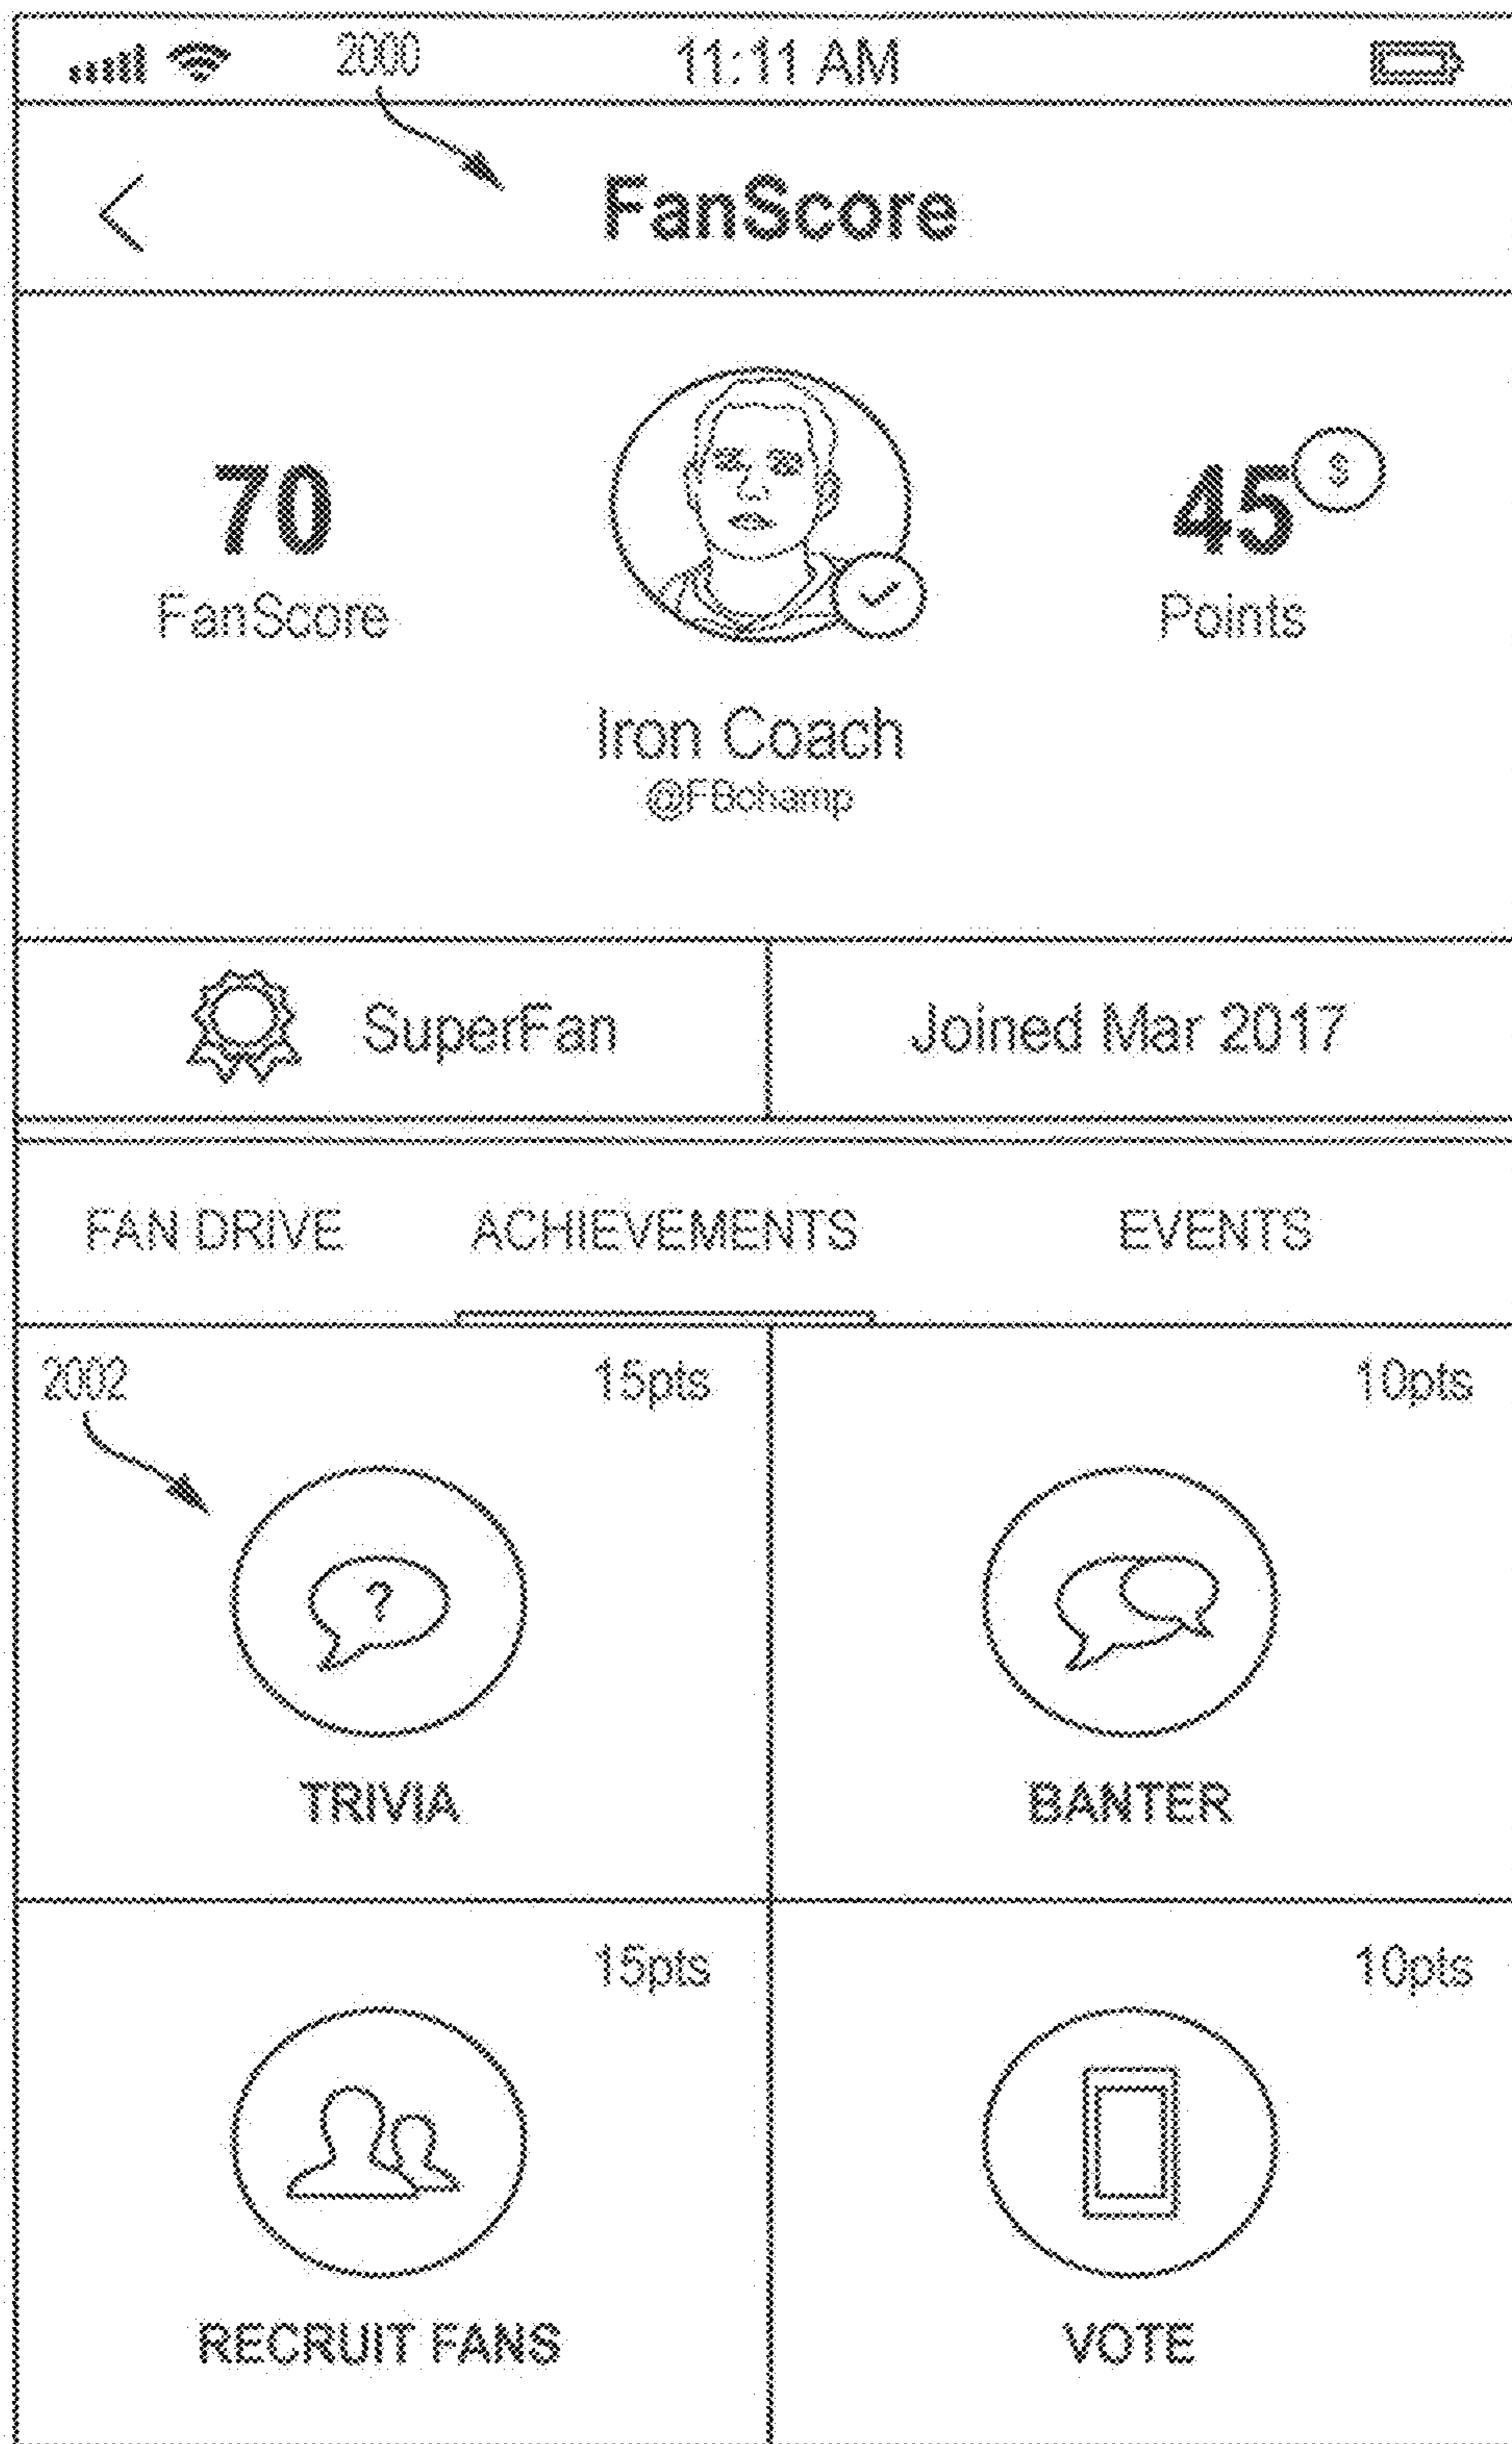 2000 11:11 AM
FanScore
$
70 45
FanScore Points
Iron Coach
@FBchamp
SuperFan Joined Mar 2017
FAN DRIVE ACHIEVEMENTS EVENTS
2002 15pts 10pts
?
TRIVIA BANTER
15pts 10pts
RECRUIT FANS VOTE